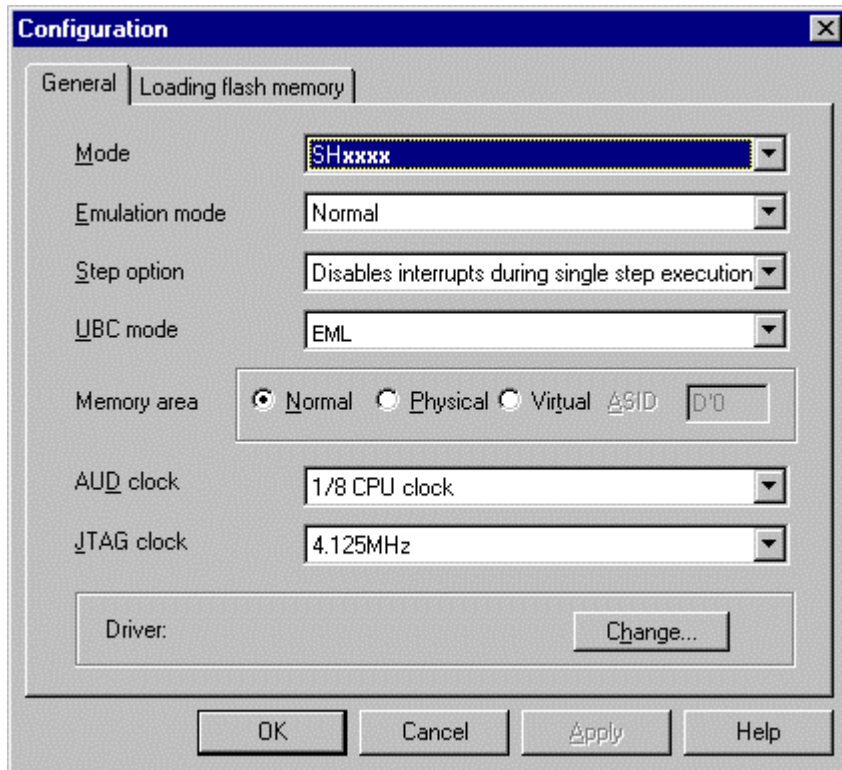 Configuration
General Loading flash memory
Mode SHxxxx
Emulation mode Normal
Step option Disables interrupts during single step execution
UBC mode EML
Memory area Normal Physical Virtual ASID D'0
AUD clock 1/8 CPU clock
JTAG clock 4.125MHz
Driver: Change...
OK Cancel Apply Help